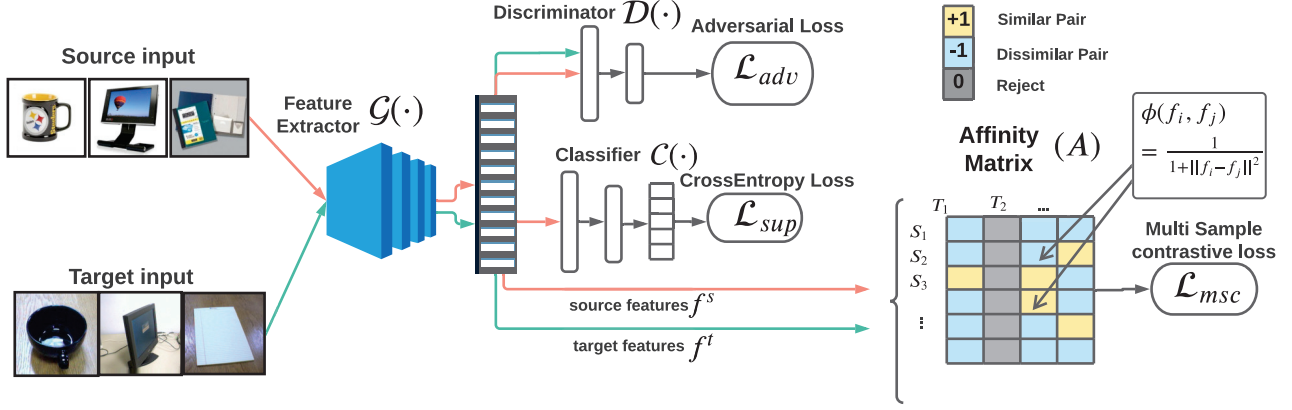 Discriminator 𝒟(·)
Adversarial Loss
ℒadv
+1 Similar Pair
-1 Dissimilar Pair
0 Reject
Source input
Feature
Extractor 𝒢(·)
Classifier 𝒞(·)
CrossEntropy Loss
ℒsup
Affinity
Matrix (A)
ϕ(fi, fj)
= 1 / 1+||fi−fj||²
T1 T2 ...
S1
S2
S3
...
Multi Sample
contrastive loss
ℒmsc
Target input
source features fˢ
target features fᵗ